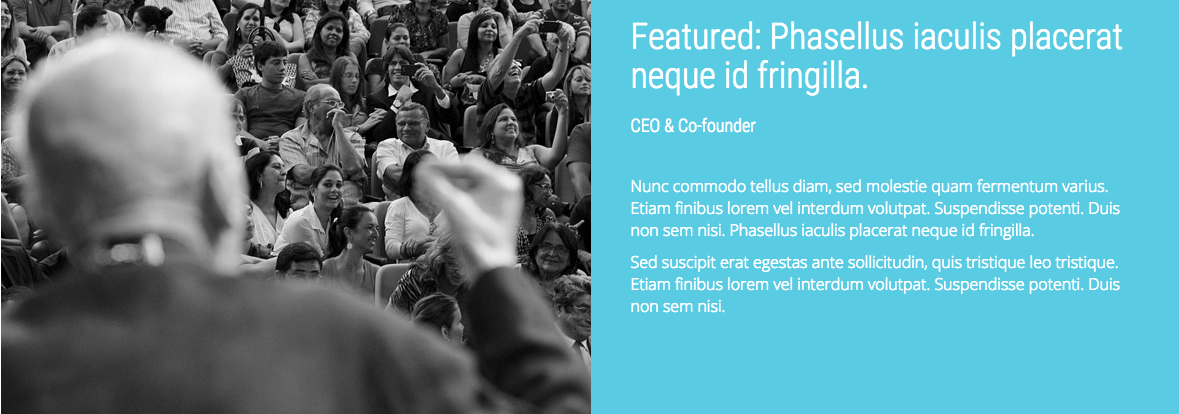 Featured: Phasellus iaculis placerat
neque id fringilla.
CEO & Co-founder
Nunc commodo tellus diam, sed molestie quam fermentum varius.
Etiam finibus lorem vel interdum volutpat. Suspendisse potenti. Duis
non sem nisi. Phasellus iaculis placerat neque id fringilla.
Sed suscipit erat egestas ante sollicitudin, quis tristique leo tristique.
Etiam finibus lorem vel interdum volutpat. Suspendisse potenti. Duis
non sem nisi.